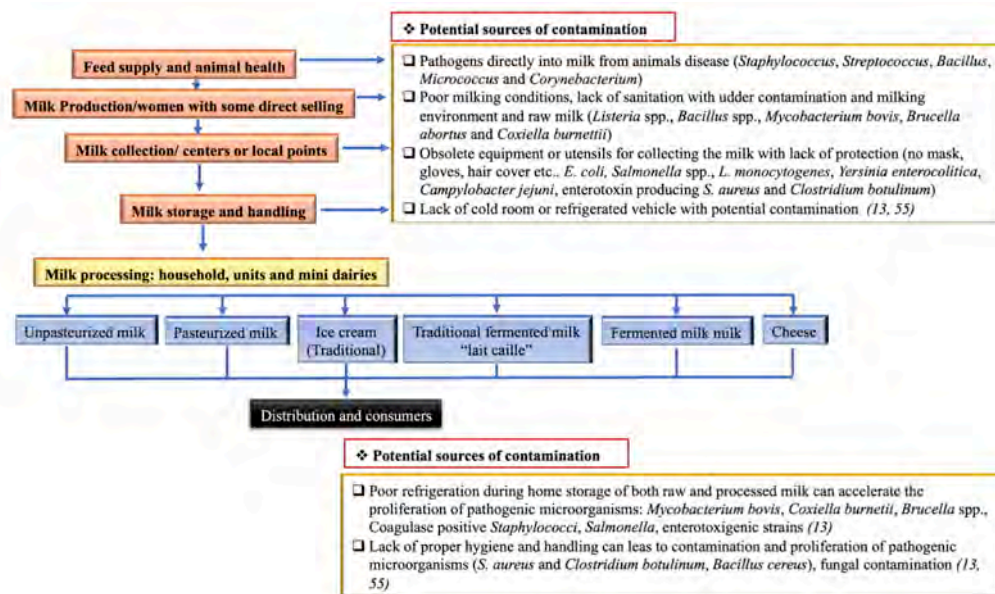 ❖ Potential sources of contamination
Feed supply and animal health
Milk Production/women with some direct selling
Milk collection/ centers or local points
Milk storage and handling
❑ Pathogens directly into milk from animals disease (Staphylococcus, Streptococcus, Bacillus,
Micrococcus and Corynebacterium)
❑ Poor milking conditions, lack of sanitation with udder contamination and milking
environment and raw milk (Listeria spp., Bacillus spp., Mycobacterium bovis, Brucella
abortus and Coxiella burnettii)
❑ Obsolete equipment or utensils for collecting the milk with lack of protection (no mask,
gloves, hair cover etc., E. coli, Salmonella spp., L. monocytogenes, Yersinia enterocolitica,
Campylobacter jejuni, enterotoxin producing S. aureus and Clostridium botulinum)
❑ Lack of cold room or refrigerated vehicle with potential contamination (13, 55)
Milk processing: household, units and mini dairies
Unpasteurized milk
Pasteurized milk
Ice cream
(Traditional)
Traditional fermented milk
“lait caille”
Fermented milk milk
Cheese
Distribution and consumers
❖ Potential sources of contamination
❑ Poor refrigeration during home storage of both raw and processed milk can accelerate the
proliferation of pathogenic microorganisms: Mycobacterium bovis, Coxiella burnetii, Brucella spp.,
Coagulase positive Staphylococci, Salmonella, enterotoxigenic strains (13)
❑ Lack of proper hygiene and handling can leas to contamination and proliferation of pathogenic
microorganisms (S. aureus and Clostridium botulinum, Bacillus cereus), fungal contamination (13,
55)